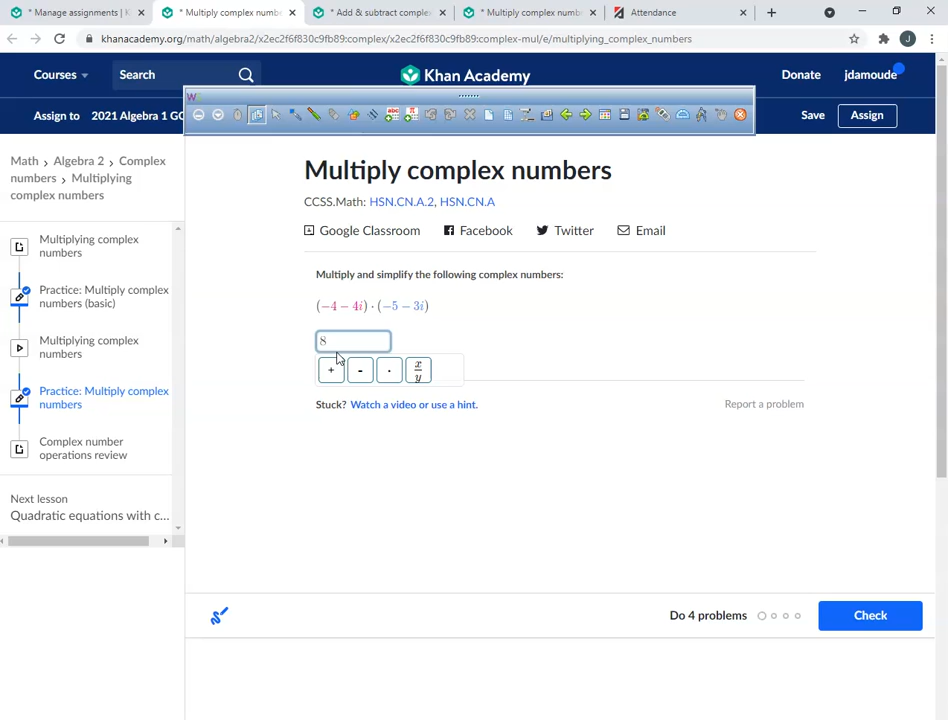 * Manage assignments | K
* Multiply complex numbe
* Add & subtract complex
* Multiply complex numb
Attendance
khanacademy.org/math/algebra2/x2ec2f6f830c9fb89:complex/x2ec2f6f830c9fb89:complex-mul/e/multiplying_complex_numbers
J
Courses
Search
Khan Academy
Donate
jdamoude
Assign to
2021 Algebra 1 GC
Save
Assign
Math > Algebra 2 > Complex
numbers > Multiplying
complex numbers
Multiplying complex
numbers
Practice: Multiply complex
numbers (basic)
Multiplying complex
numbers
Practice: Multiply complex
numbers
Complex number
operations review
Next lesson
Quadratic equations with c...
Multiply complex numbers
CCSS.Math: HSN.CN.A.2, HSN.CN.A
Google Classroom
Facebook
Twitter
Email
Multiply and simplify the following complex numbers:
(−4 − 4i) · (−5 − 3i)
8
+ - · x/y
Stuck? Watch a video or use a hint.
Report a problem
Do 4 problems
Check